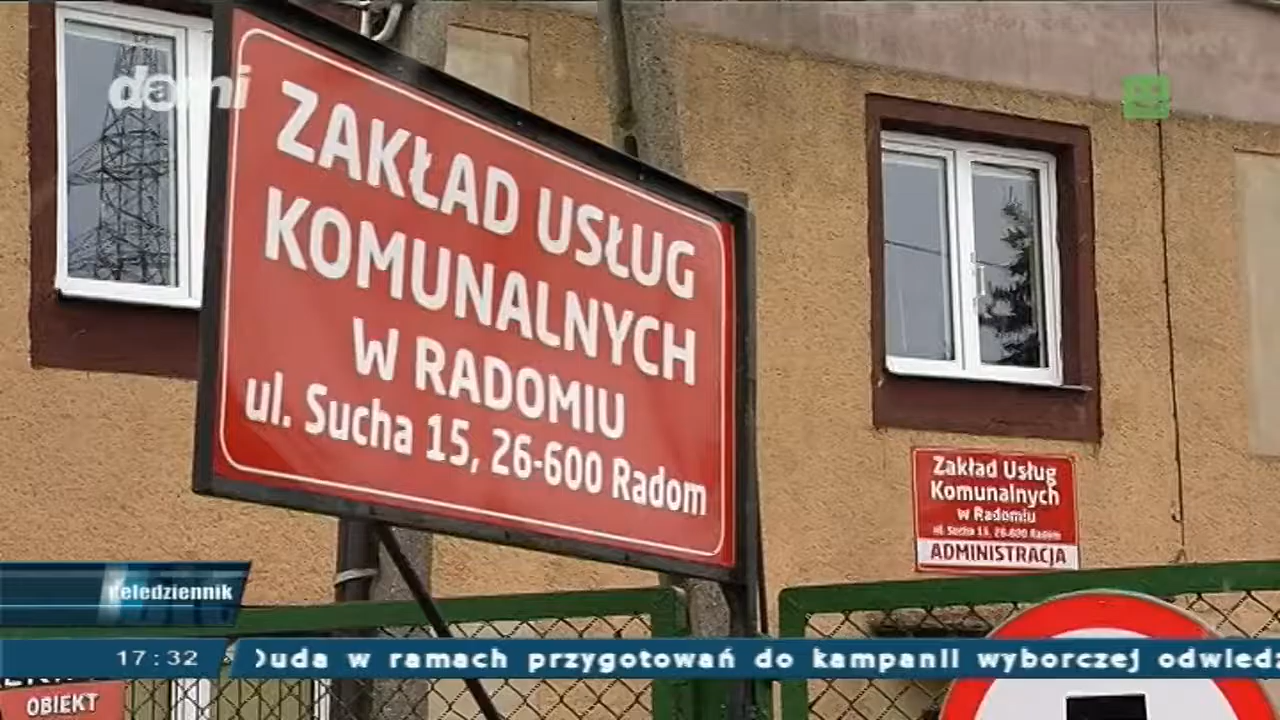 dami
ZAKŁAD USŁUG
KOMUNALNYCH
W RADOMIU
ul. Sucha 15, 26-600 Radom
Zakład Usług
Komunalnych
w Radomiu
ul. Sucha 15, 26-600 Radom
ADMINISTRACJA
teledziennik
17:32
Duda w ramach przygotowań do kampanii wyborczej odwiedz
OBIEKT